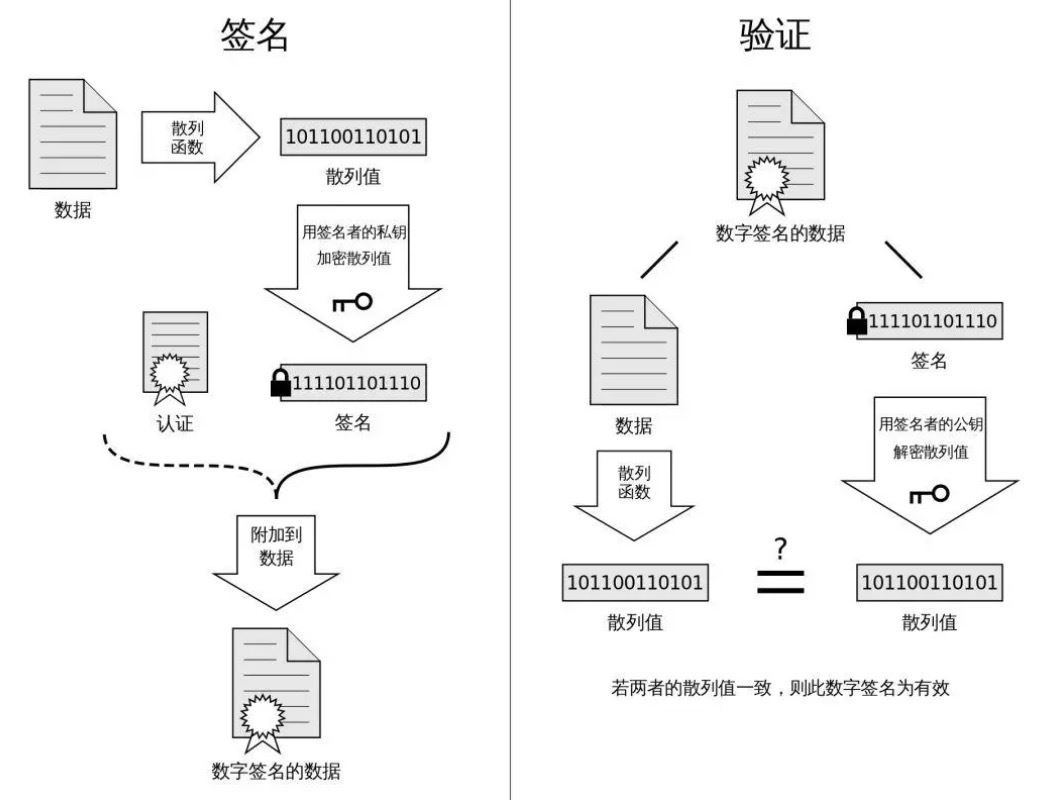 签名
散列
函数
101100110101
散列值
数据
用签名者的私钥
加密散列值
111101101110
认证
签名
附加到
数据
数字签名的数据
验证
数字签名的数据
数据
111101101110
签名
散列
函数
用签名者的公钥
解密散列值
?
101100110101
101100110101
散列值
散列值
若两者的散列值一致，则此数字签名为有效